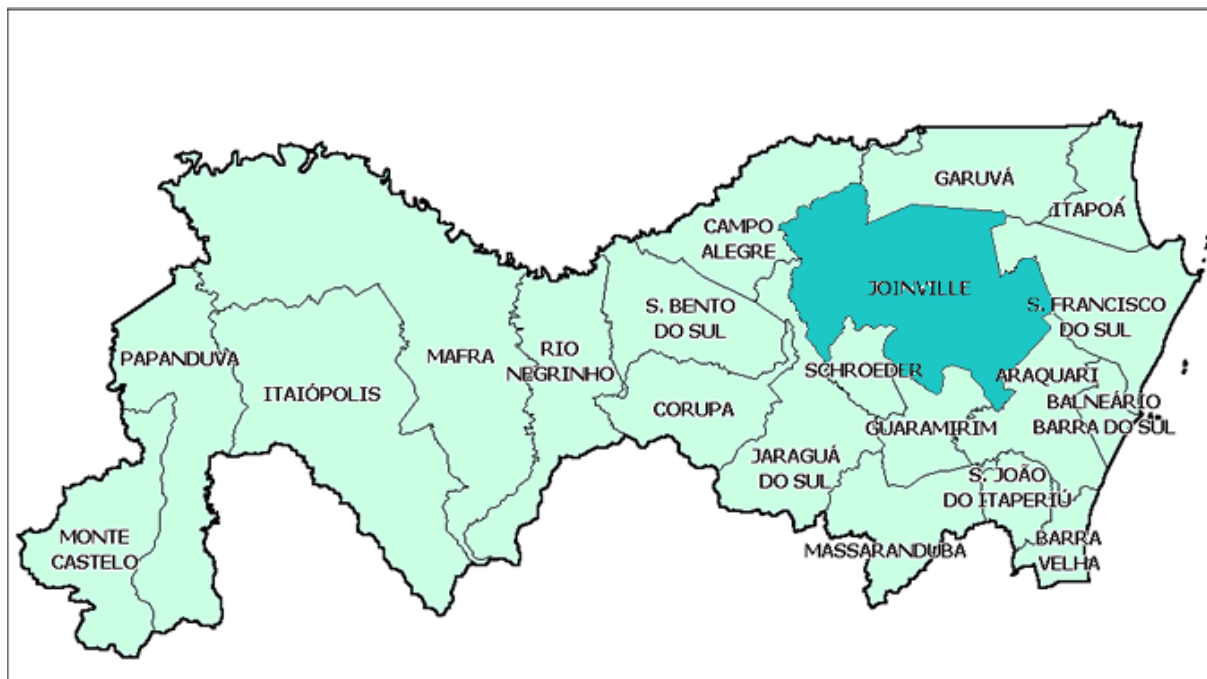 GARUVÁ
ITAPOÁ
CAMPO
ALEGRE
JOINVILLE
S. BENTO
DO SUL
S. FRANCISCO
DO SUL
PAPANDUVA
ITAIÓPOLIS
MAFRA
RIO
NEGRINHO
SCHROEDER
ARAQUARI
CORUPA
BALNEÁRIO
BARRA DO SUL
GUARAMIRIM
JARAGUÁ
DO SUL
S. JOÃO
DO ITAPERIÚ
MONTE
CASTELO
MASSARANDUBA
BARRA
VELHA